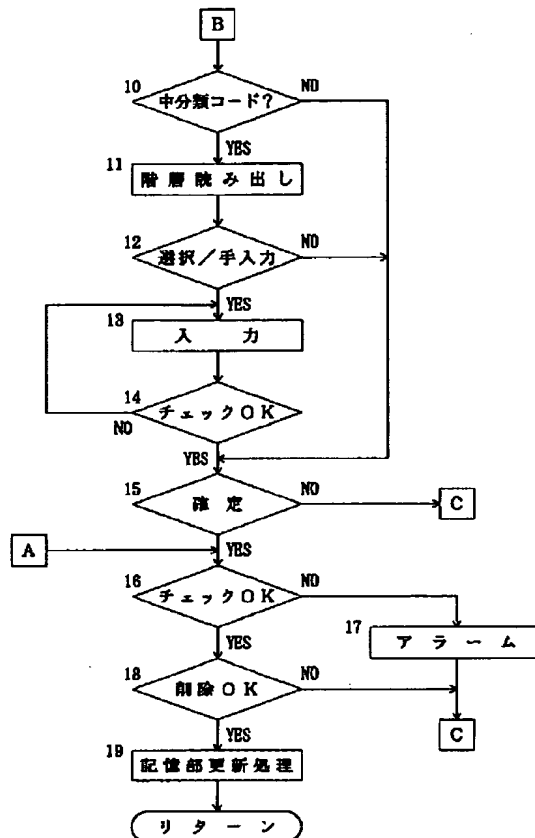 B
10
中分類コード?
NO
YES
11
階層読み出し
12
選択／手入力
NO
YES
13
入力
14
チェックOK
NO
YES
15
確定
NO
C
A
YES
16
チェックOK
NO
YES
17
アラーム
18
削除OK
NO
C
YES
19
記憶部更新処理
リターン